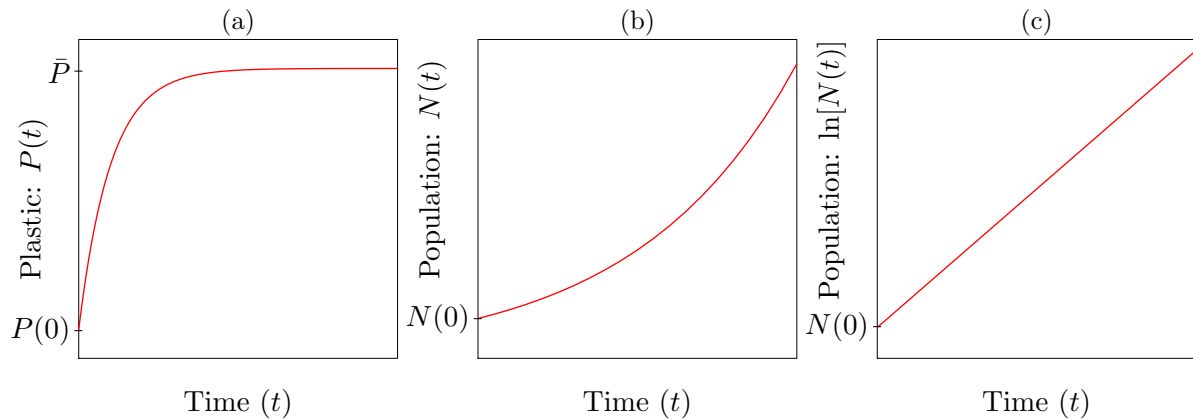 (a)
P̄
Plastic: P(t)
P(0)
Time (t)
(b)
Population: N(t)
N(0)
Time (t)
(c)
Population: ln[N(t)]
N(0)
Time (t)